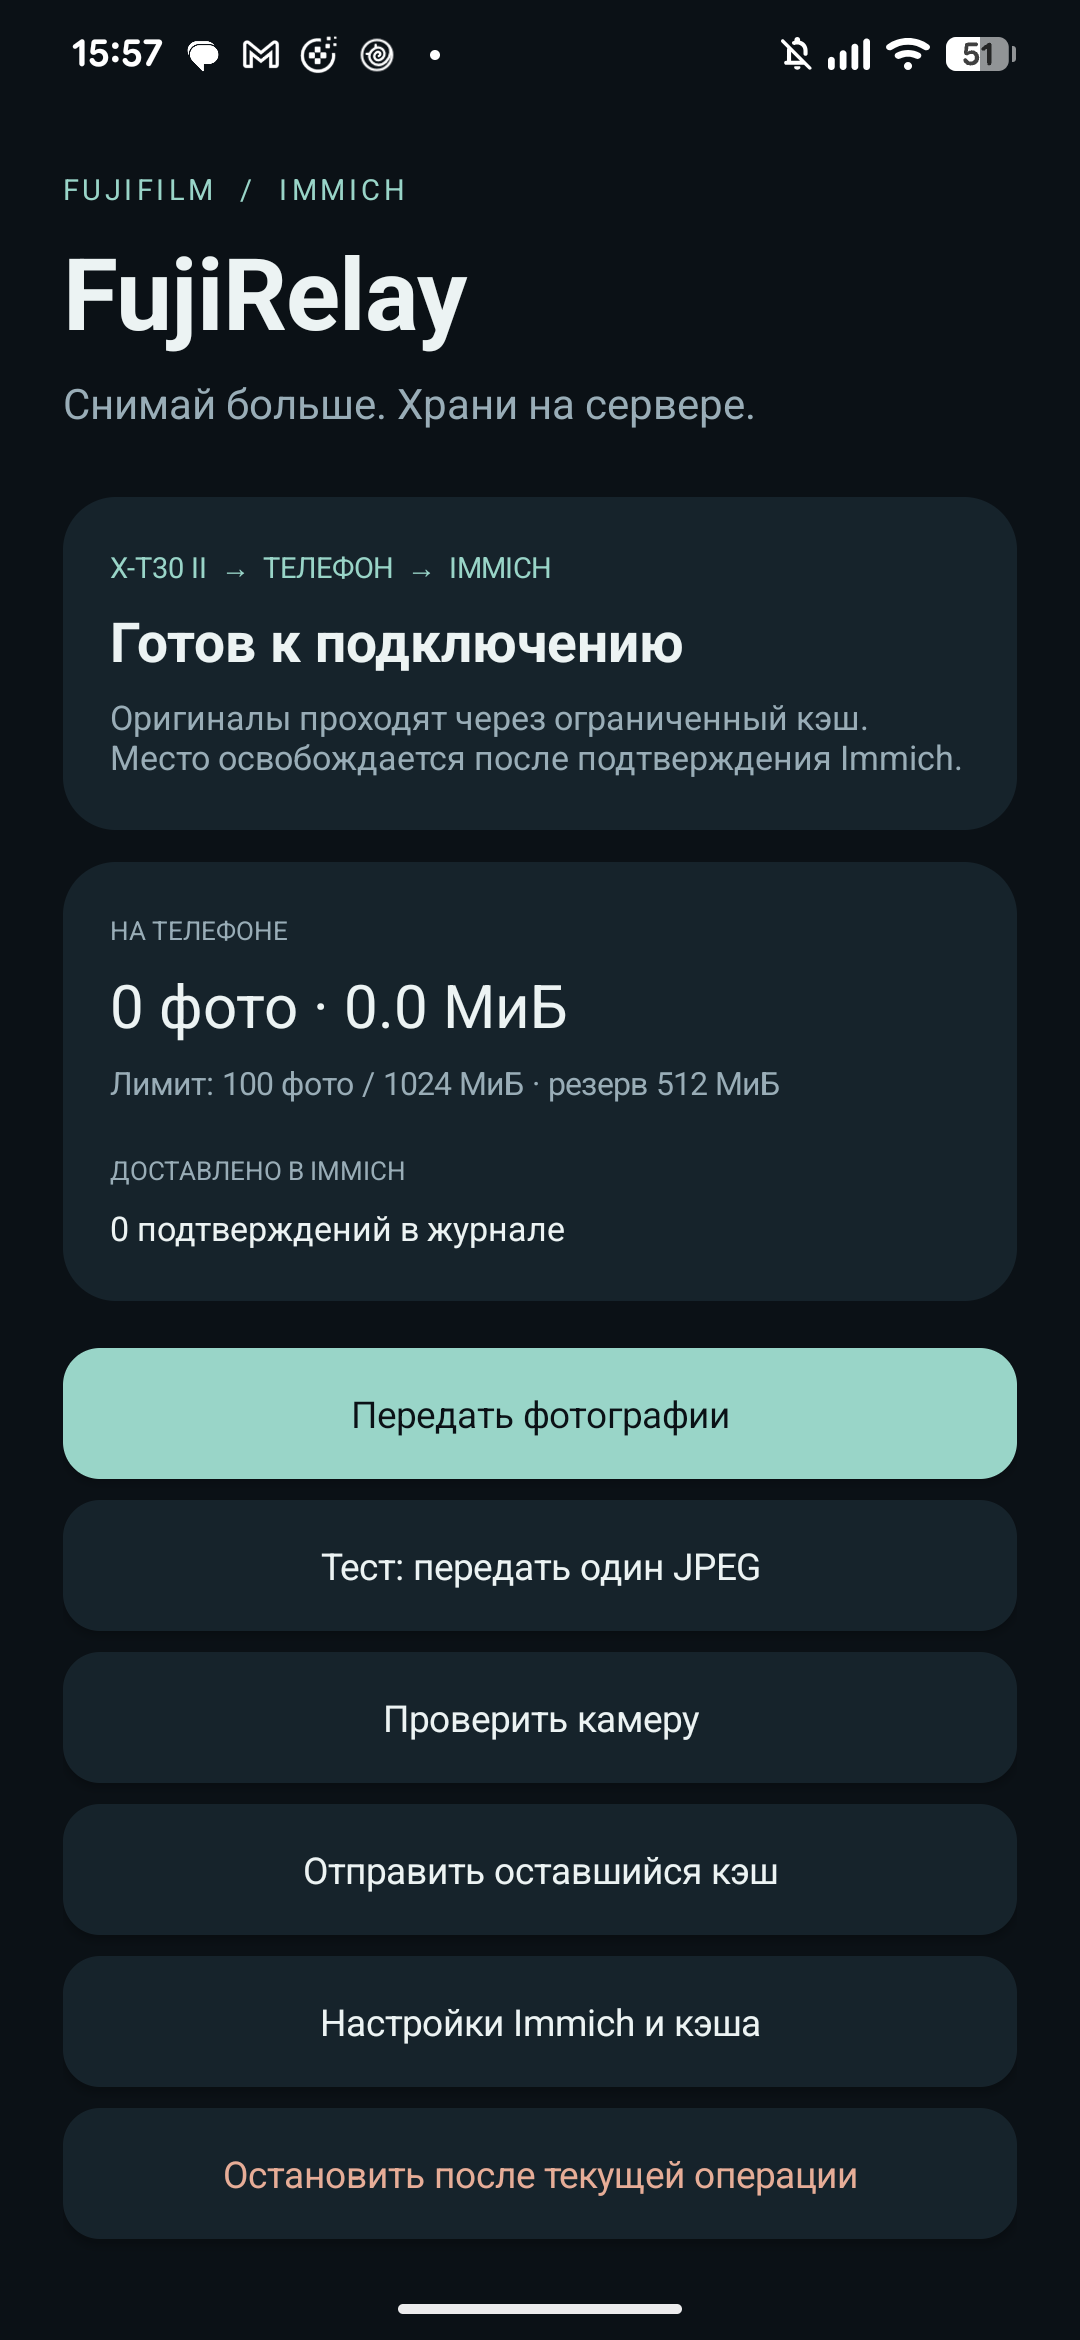 15:57
51
FUJIFILM / IMMICH
FujiRelay
Снимай больше. Храни на сервере.
X-T30 II → ТЕЛЕФОН → IMMICH
Готов к подключению
Оригиналы проходят через ограниченный кэш.
Место освобождается после подтверждения Immich.
НА ТЕЛЕФОНЕ
0 фото · 0.0 МиБ
Лимит: 100 фото / 1024 МиБ · резерв 512 МиБ
ДОСТАВЛЕНО В IMMICH
0 подтверждений в журнале
Передать фотографии
Тест: передать один JPEG
Проверить камеру
Отправить оставшийся кэш
Настройки Immich и кэша
Остановить после текущей операции